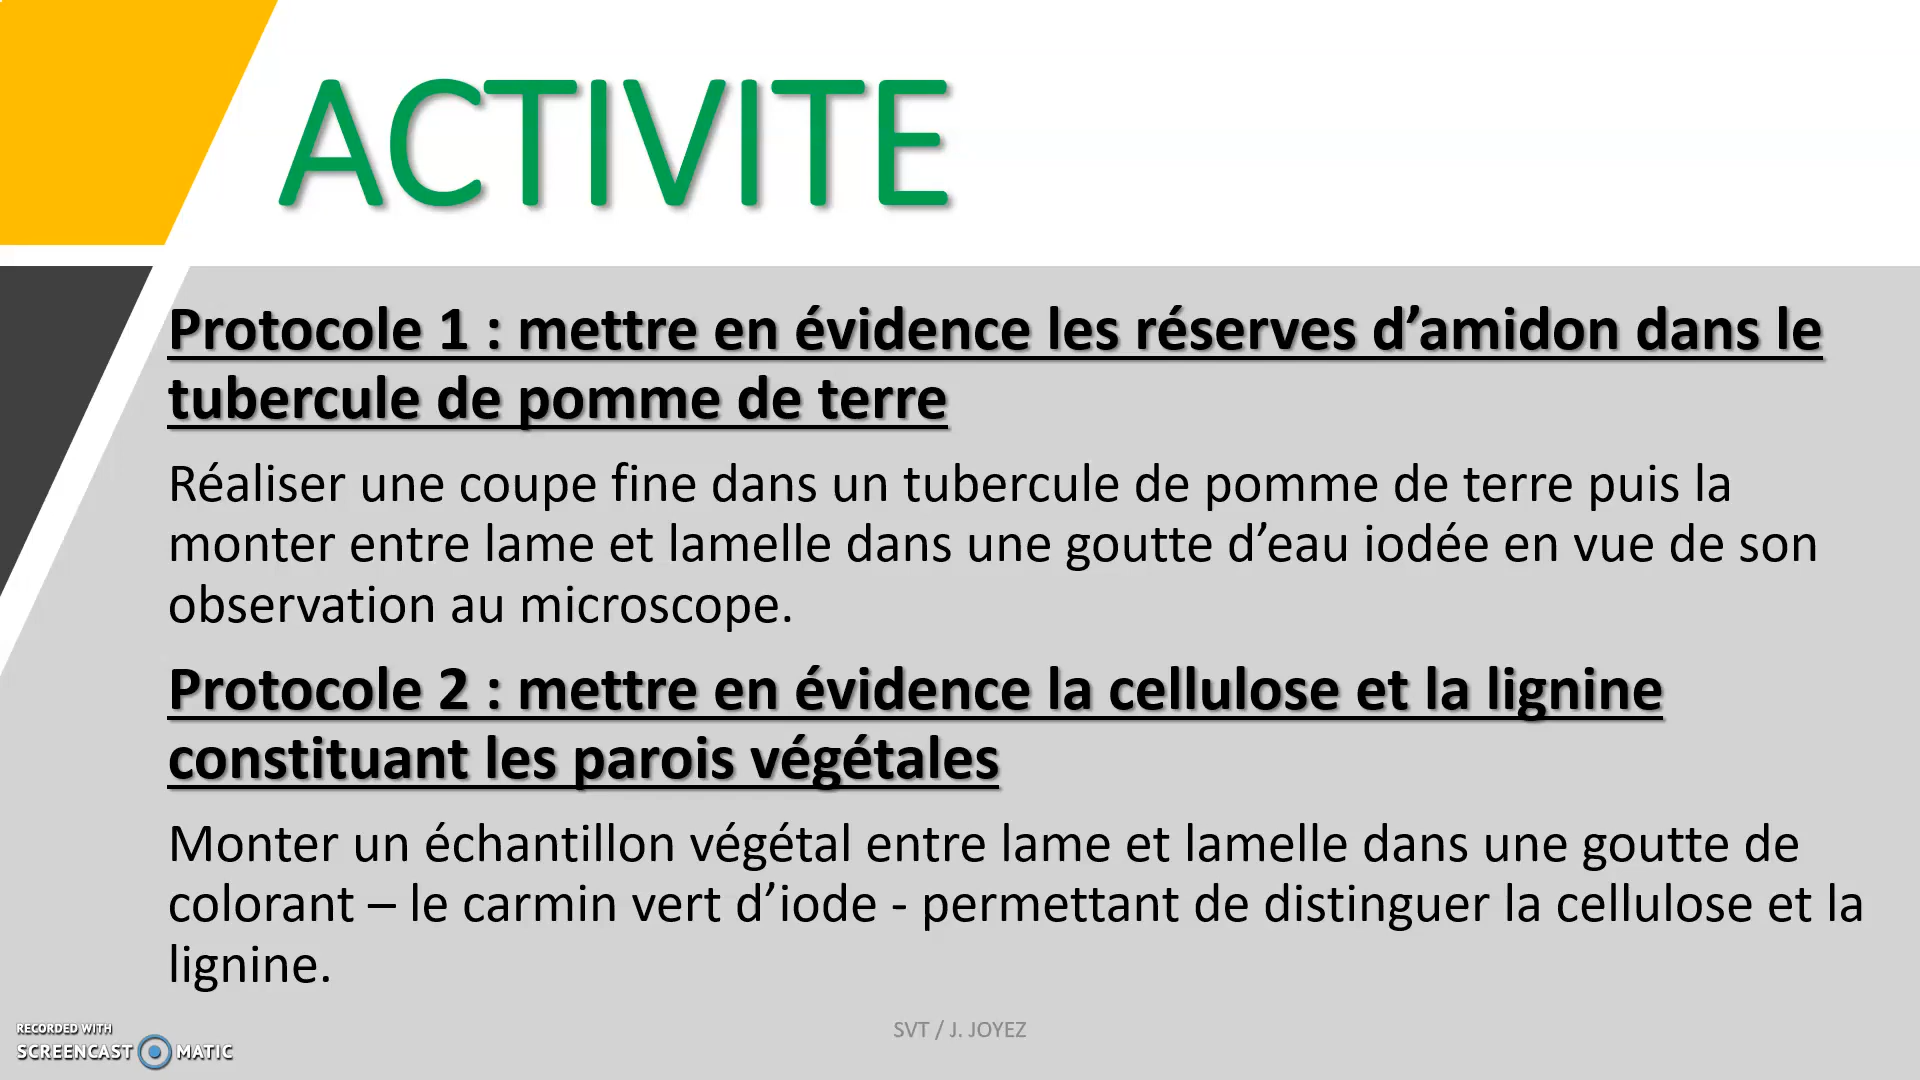 ACTIVITE
Protocole 1 : mettre en évidence les réserves d’amidon dans le
tubercule de pomme de terre
Réaliser une coupe fine dans un tubercule de pomme de terre puis la
monter entre lame et lamelle dans une goutte d’eau iodée en vue de son
observation au microscope.
Protocole 2 : mettre en évidence la cellulose et la lignine
constituant les parois végétales
Monter un échantillon végétal entre lame et lamelle dans une goutte de
colorant – le carmin vert d’iode - permettant de distinguer la cellulose et la
lignine.
SVT / J. JOYEZ
RECORDED WITH
SCREENCAST MATIC